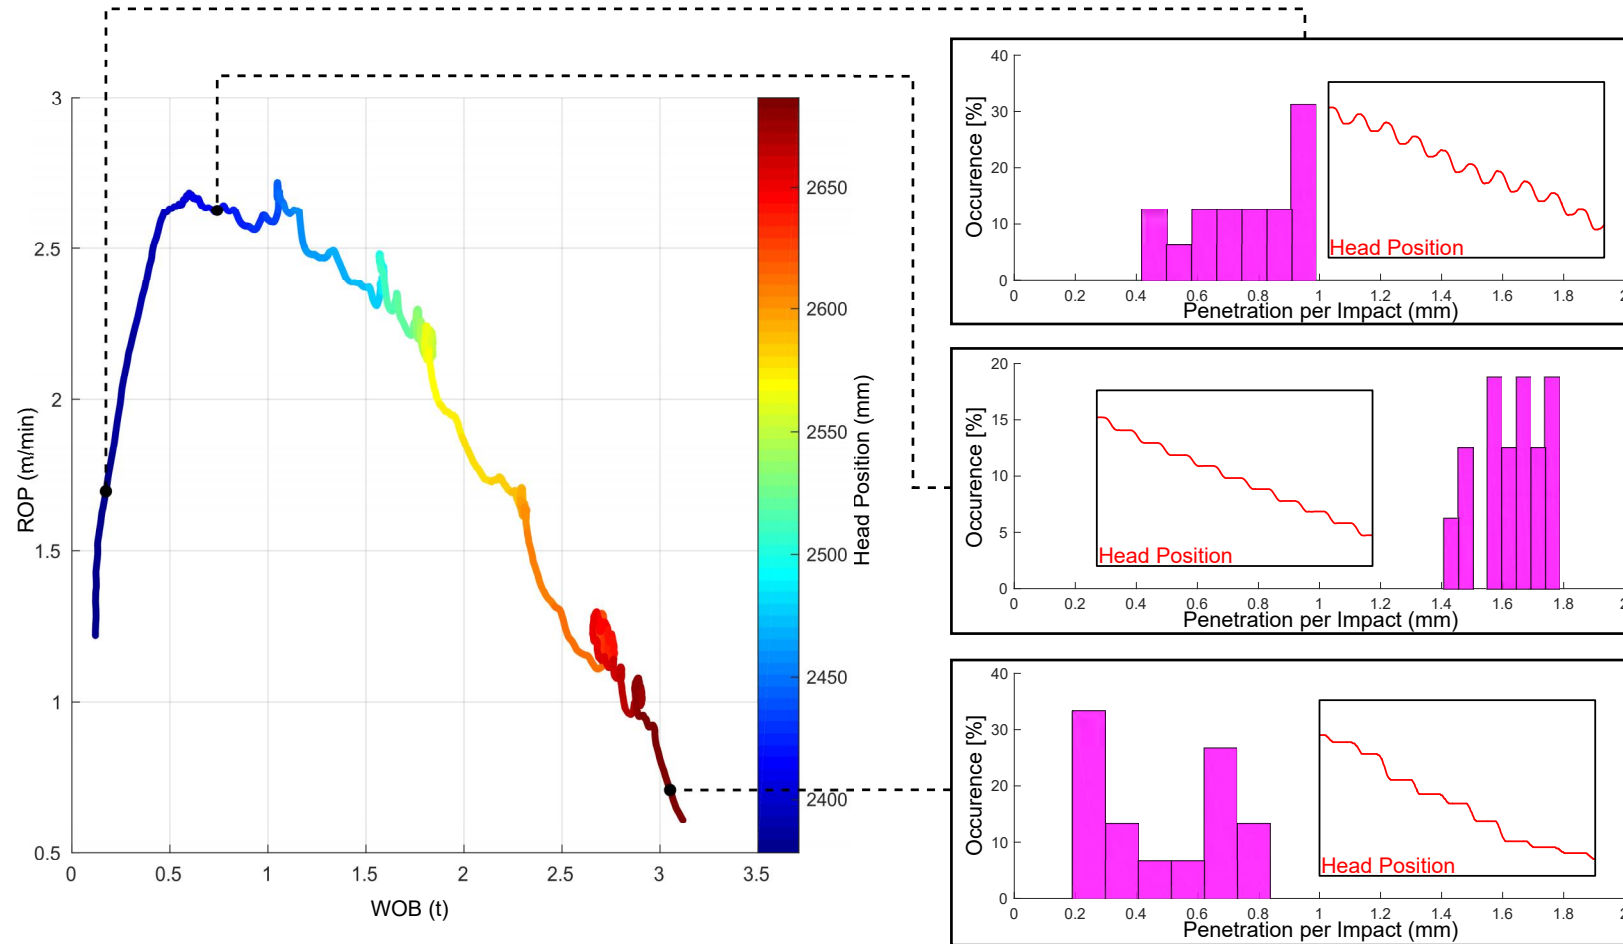 3
2.5
2
1.5
1
0.5
ROP (m/min)
0 0.5 1 1.5 2 2.5 3 3.5
WOB (t)
2650
2600
2550
2500
2450
2400
Head Position (mm)
40
30
20
10
0
Occurence [%]
Head Position
0 0.2 0.4 0.6 0.8 1 1.2 1.4 1.6 1.8 2
Penetration per Impact (mm)
20
15
10
5
0
Occurence [%]
Head Position
0 0.2 0.4 0.6 0.8 1 1.2 1.4 1.6 1.8 2
Penetration per Impact (mm)
40
30
20
10
0
Occurence [%]
Head Position
0 0.2 0.4 0.6 0.8 1 1.2 1.4 1.6 1.8 2
Penetration per Impact (mm)